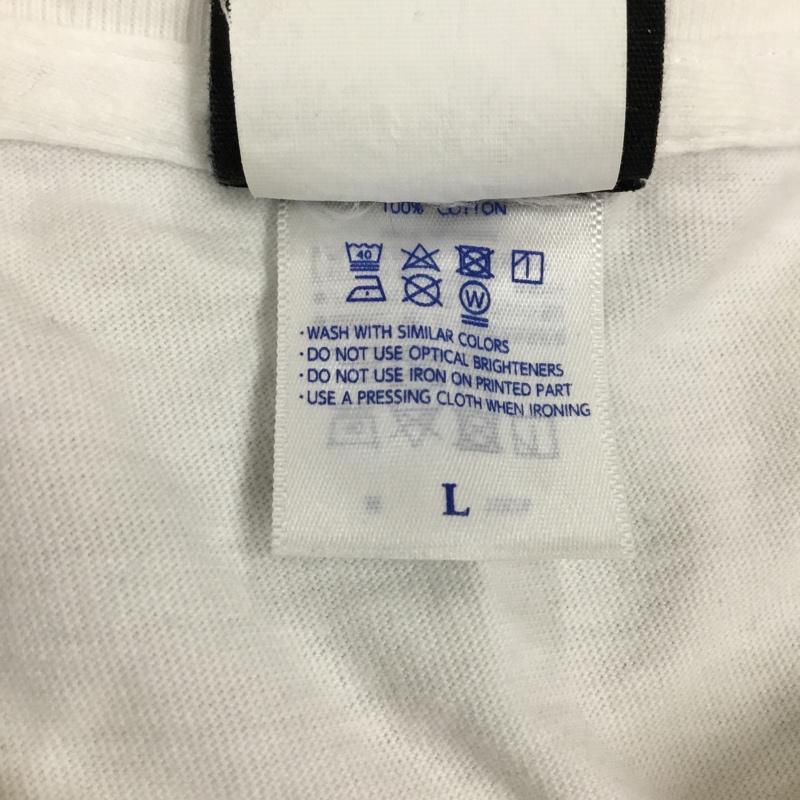 100% COTTON
40
W
·WASH WITH SIMILAR COLORS
·DO NOT USE OPTICAL BRIGHTENERS
·DO NOT USE IRON ON PRINTED PART
·USE A PRESSING CLOTH WHEN IRONING
L